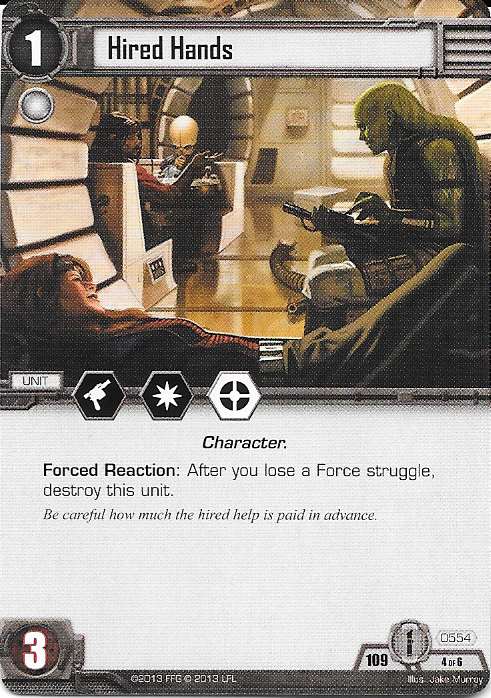 1
Hired Hands
UNIT
Character.
Forced Reaction: After you lose a Force struggle,
destroy this unit.
Be careful how much the hired help is paid in advance.
3
109
1
0554
4 OF 6
©2013 FFG © 2013 LFL
Illus. Jake Murray